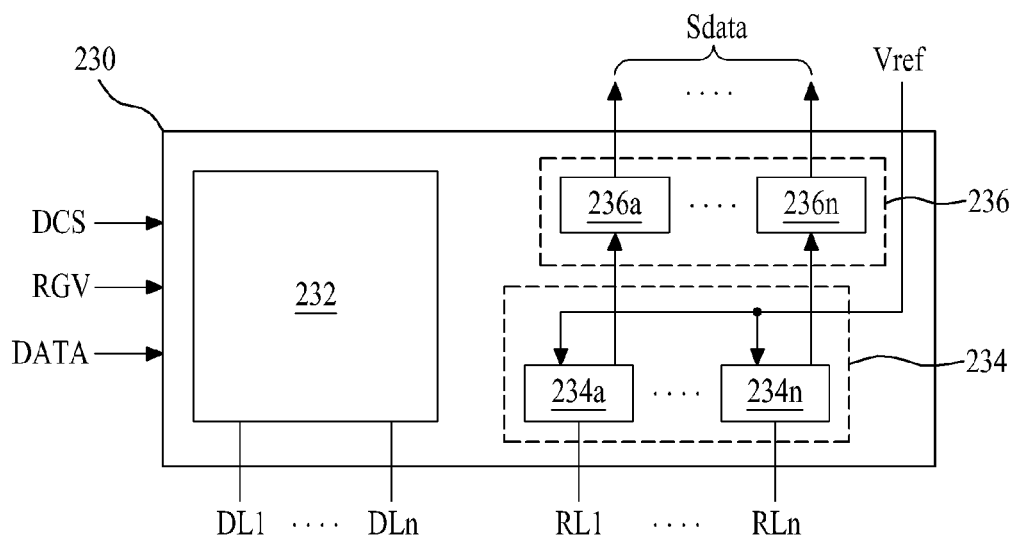 Sdata
Vref
230
236a
236n
236
DCS
RGV
DATA
232
234a
234n
234
DL1
DLn
RL1
RLn